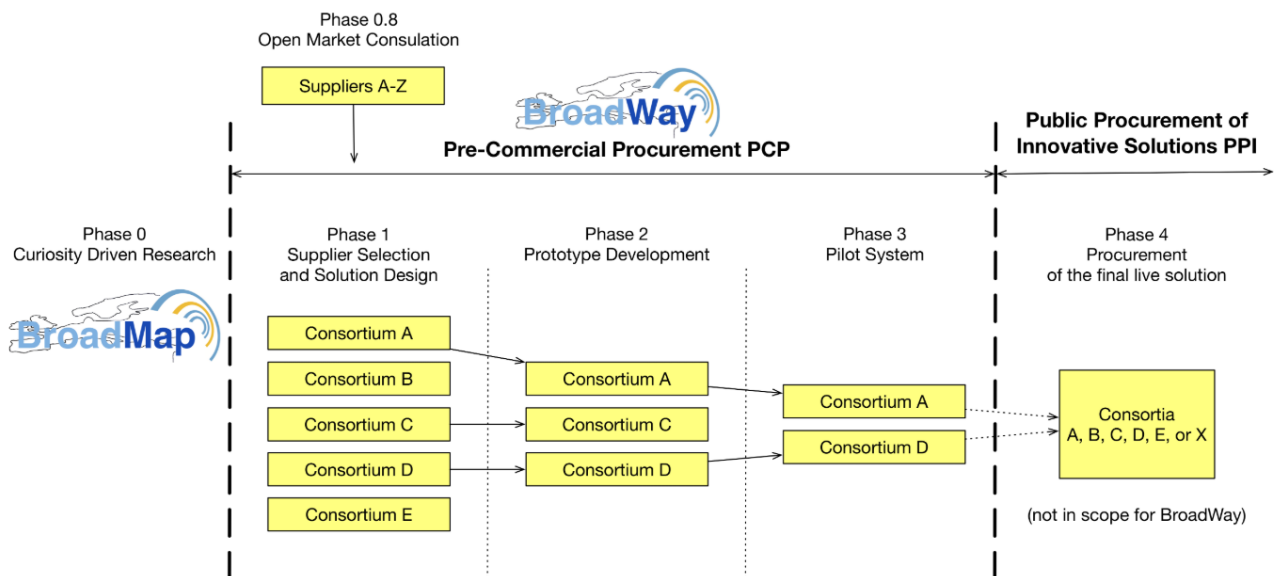 Phase 0.8
Open Market Consulation
Suppliers A-Z
BroadWay
Pre-Commercial Procurement PCP
Public Procurement of
Innovative Solutions PPI
Phase 0
Curiosity Driven Research
BroadMap
Phase 1
Supplier Selection
and Solution Design
Consortium A
Consortium B
Consortium C
Consortium D
Consortium E
Phase 2
Prototype Development
Consortium A
Consortium C
Consortium D
Phase 3
Pilot System
Consortium A
Consortium D
Phase 4
Procurement
of the final live solution
Consortia
A, B, C, D, E, or X
(not in scope for BroadWay)